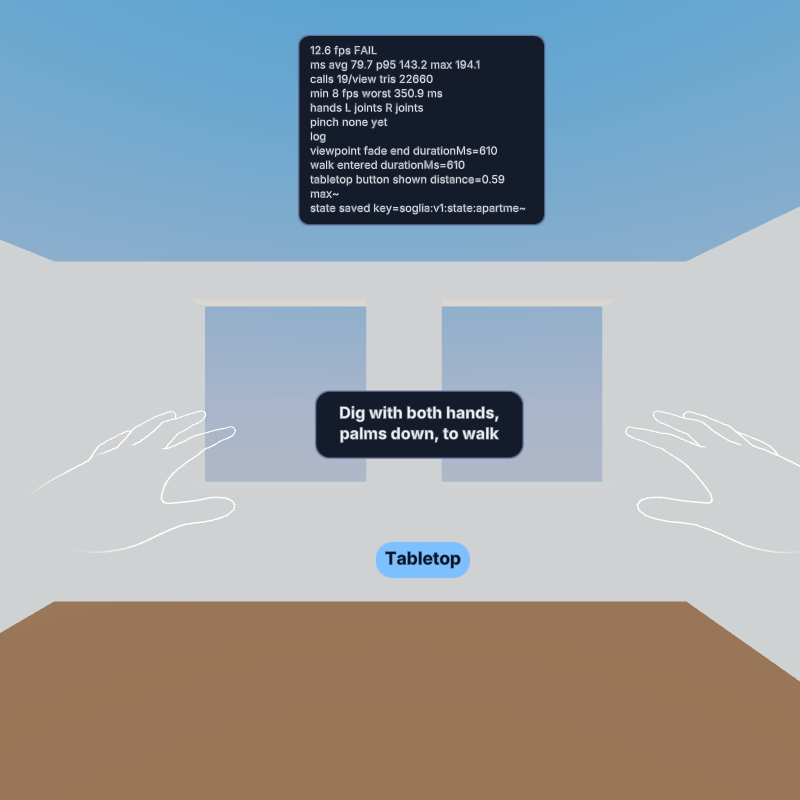 12.6 fps FAIL
ms avg 79.7 p95 143.2 max 194.1
calls 19/view tris 22660
min 8 fps worst 350.9 ms
hands L joints R joints
pinch none yet
log
viewpoint fade end durationMs=610
walk entered durationMs=610
tabletop button shown distance=0.59
max~
state saved key=soglia:v1:state:apartme~
Dig with both hands,
palms down, to walk
Tabletop